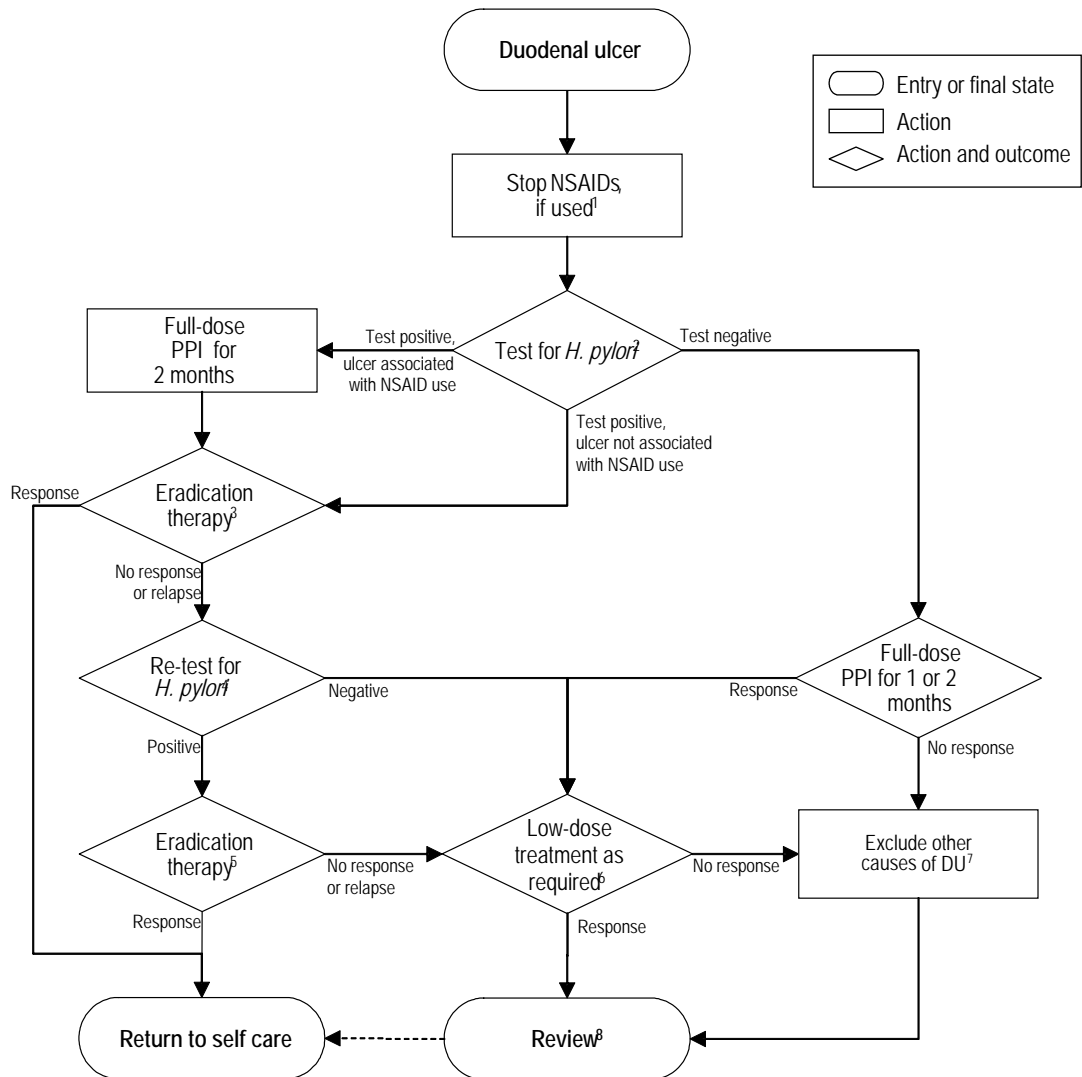 Duodenal ulcer
Entry or final state
Action
Action and outcome
Stop NSAIDs,
if used1
Full-dose
PPI for
2 months
Test positive,
ulcer associated
with NSAID use
Test for H. pylori2
Test negative
Test positive,
ulcer not associated
with NSAID use
Response
Eradication
therapy3
No response
or relapse
Re-test for
H. pylori4
Negative
Response
Full-dose
PPI for 1 or 2
months
Positive
No response
Eradication
therapy5
No response
or relapse
Low-dose
treatment as
required6
No response
Exclude other
causes of DU7
Response
Response
Return to self care
Review8